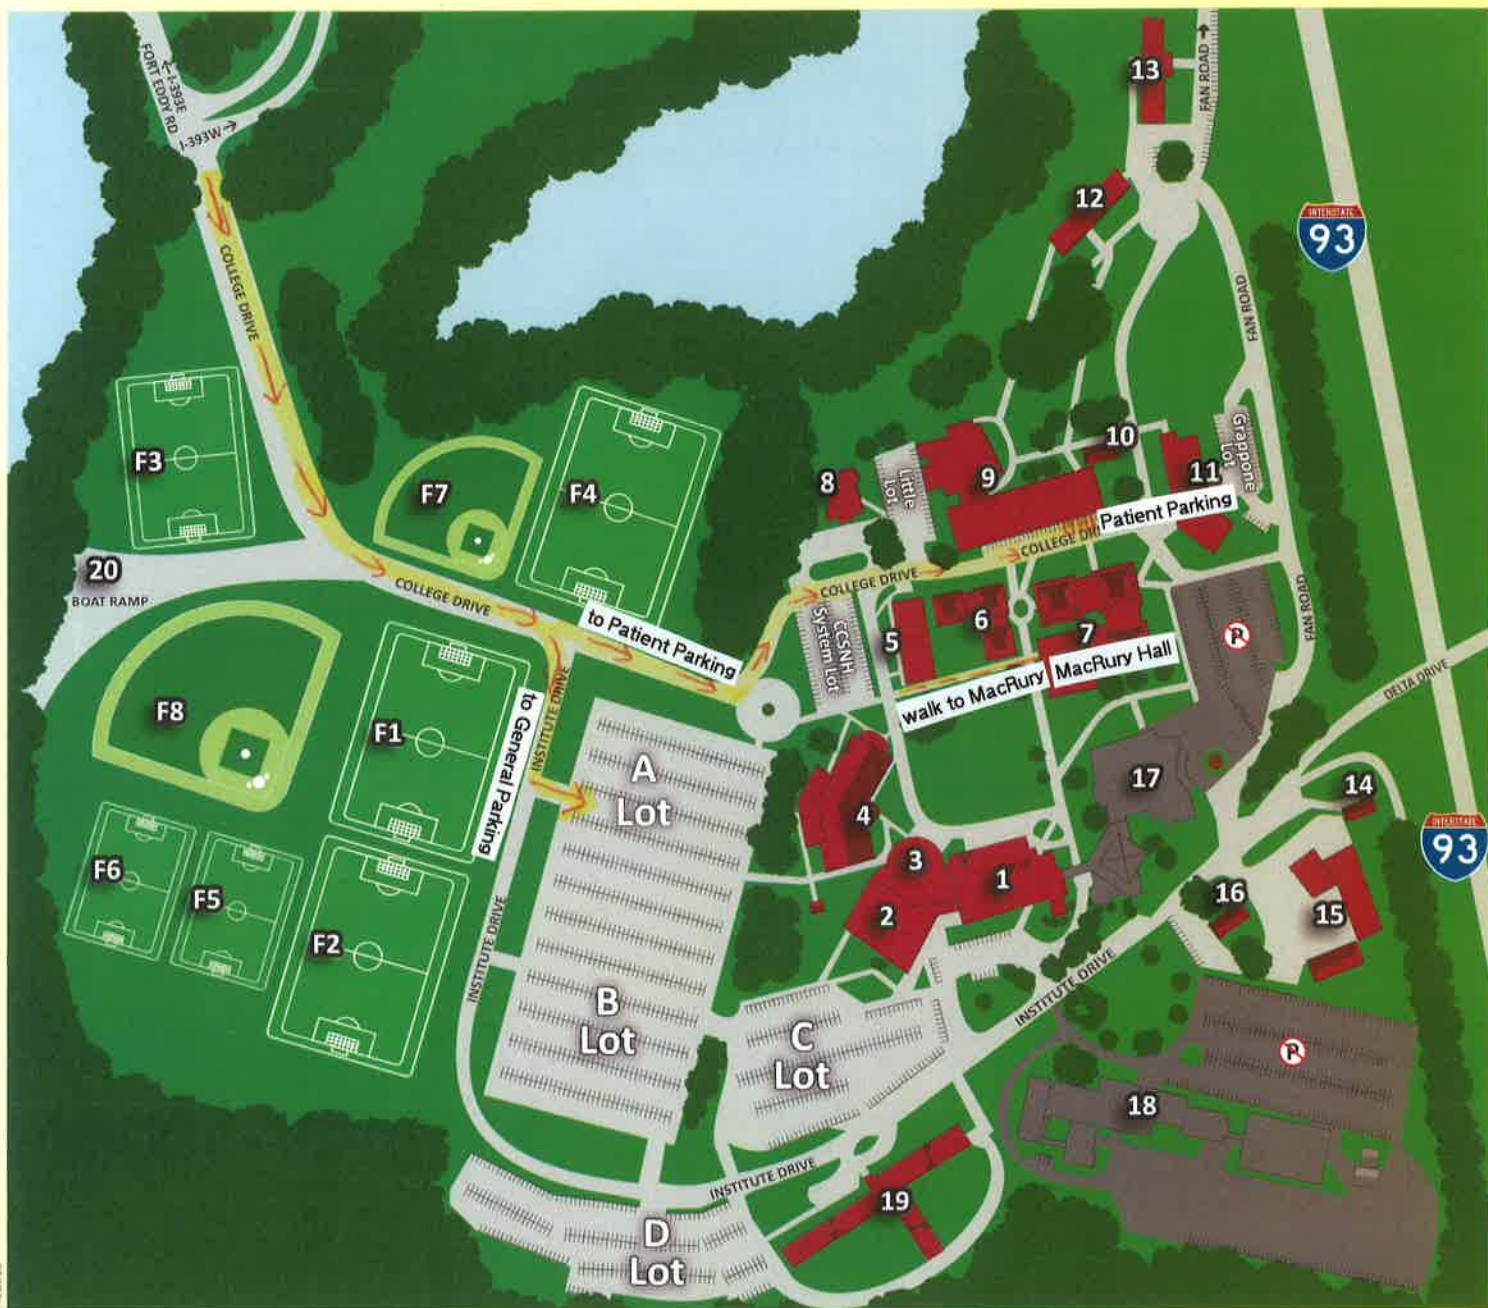 FORT EDDY RD
I-393E
I-393W
COLLEGE DRIVE
13
FAN ROAD
12
INTERSTATE
93
FAN ROAD
F3
F7
F4
8
Little
Lot
9
10
11
Grappone
Lot
Patient Parking
COLLEGE DRI
20
BOAT RAMP
COLLEGE DRIVE
to Patient Parking
COLLEGE DRIVE
CCSNH
System Lot
5
6
7
MacRury Hall
walk to MacRury
P
FAN ROAD
DELTA DRIVE
F8
F1
to General Parking
INSTITUTE DRIVE
A
Lot
4
3
2
1
17
14
INTERSTATE
93
16
15
F6
F5
F2
INSTITUTE DRIVE
B
Lot
C
Lot
INSTITUTE DRIVE
P
18
INSTITUTE DRIVE
19
D
Lot